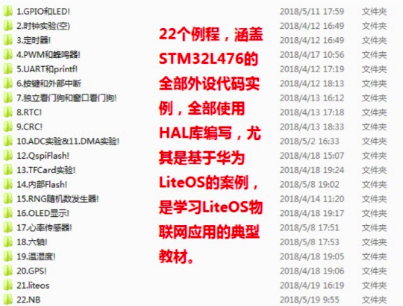 1.GPIO和LED! 2018/5/11 17:59 文件夹
2.时钟实验(空) 2018/4/12 16:49 文件夹
3.定时器! 2018/4/12 16:49 文件夹
4.PWM和蜂鸣器! 2018/4/17 10:56 文件夹
5.UART和printf! 2018/4/12 17:19 文件夹
6.按键和外部中断 2018/4/12 18:13 文件夹
7.独立看门狗和窗口看门狗! 2018/4/13 16:12 文件夹
8.RTC! 2018/4/13 17:18 文件夹
9.CRC! 2018/4/13 18:33 文件夹
10.ADC实验&11.DMA实验! 2018/5/2 16:33 文件夹
12.QspiFlash! 2018/4/18 15:07 文件夹
13.TFCard实验! 2018/4/18 19:24 文件夹
14.内部Flash! 2018/5/8 19:02 文件夹
15.RNG随机数发生器! 2018/4/14 11:20 文件夹
16.OLED显示! 2018/4/18 19:17 文件夹
17.心率传感器! 2018/5/8 17:51 文件夹
18.六轴! 2018/5/8 17:53 文件夹
19.温湿度! 2018/4/18 19:05 文件夹
20.GPS! 2018/4/18 19:06 文件夹
21.liteos 2018/4/19 16:19 文件夹
22.NB 2018/5/19 9:55 文件夹
22个例程,涵盖
STM32L476的
全部外设代码实
例,全部使用
HAL库编写,尤
其是基于华为
LiteOS的案例,
是学习LiteOS物
联网应用的典型
教材。